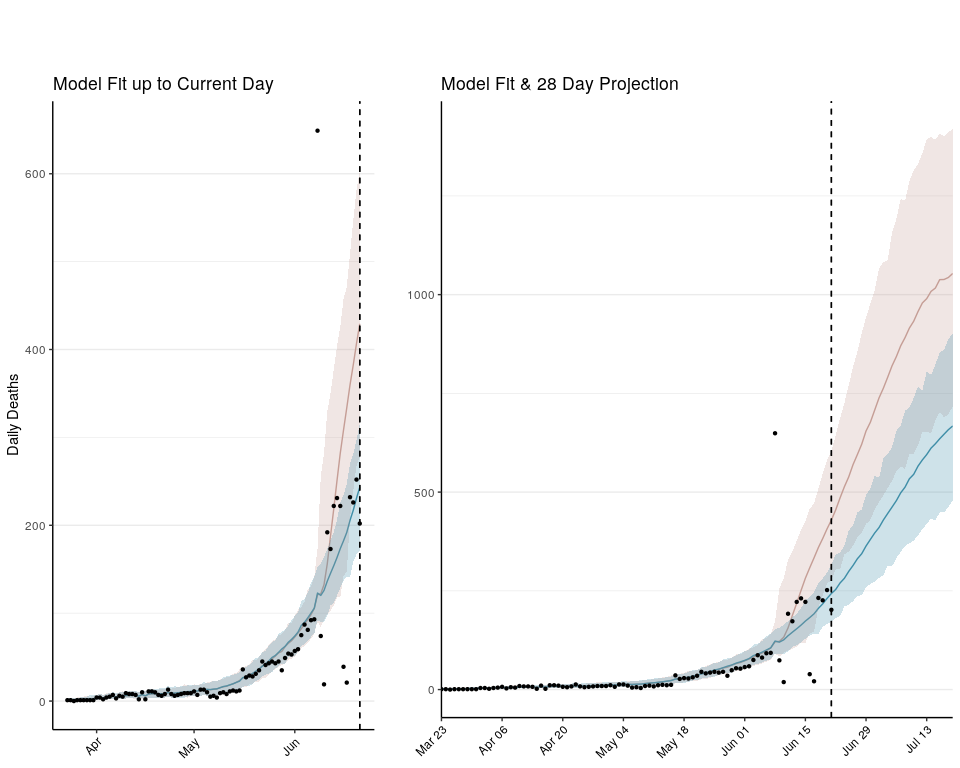 Model Fit up to Current Day
Daily Deaths
600
400
200
0
Apr
May
Jun
Model Fit & 28 Day Projection
1000
500
0
Mar 23
Apr 06
Apr 20
May 04
May 18
Jun 01
Jun 15
Jun 29
Jul 13